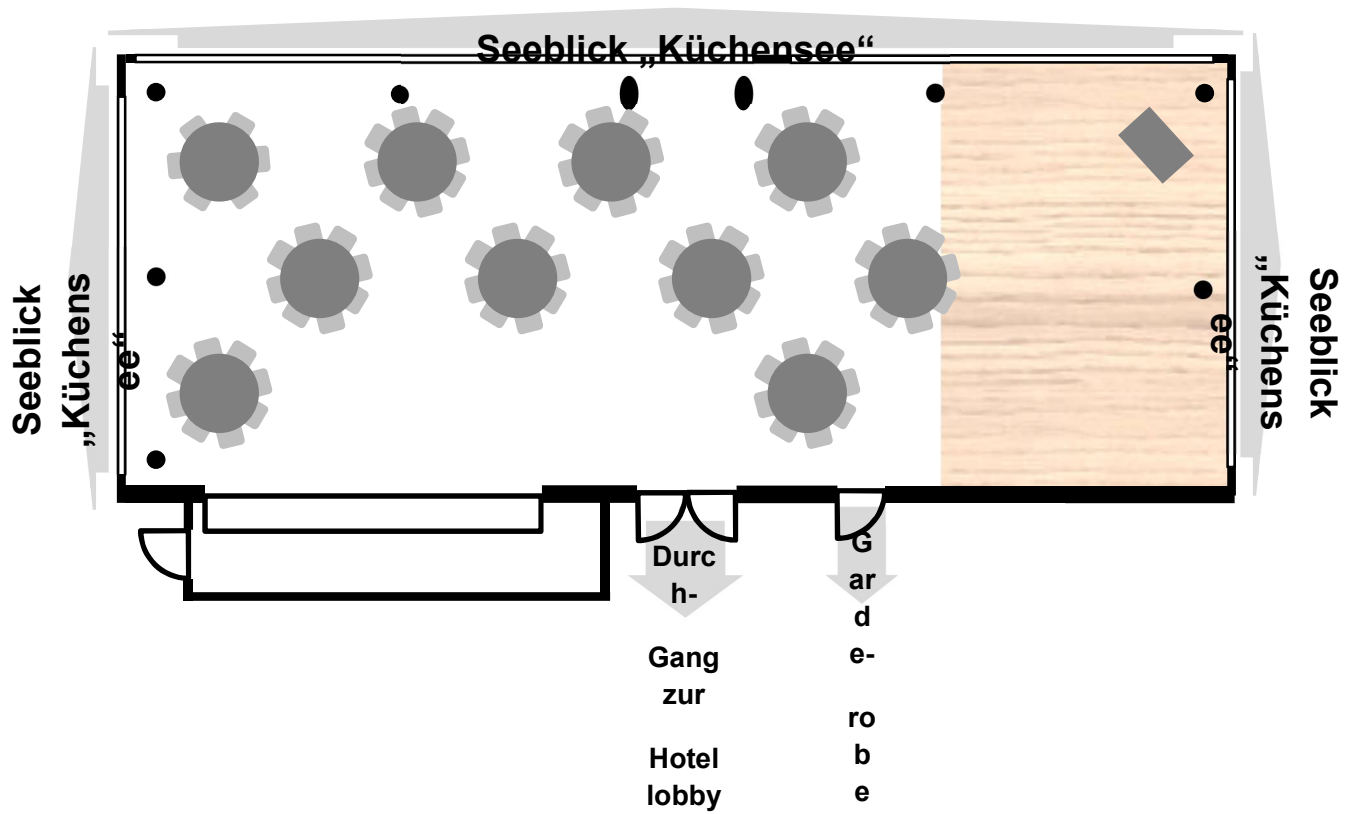 Seeblick „Küchensee“
Seeblick
„Küchens
ee“
Seeblick
„Küchens
ee“
Durc
h-
Gang
zur
Hotel
lobby
G
ar
d
e-
ro
b
e